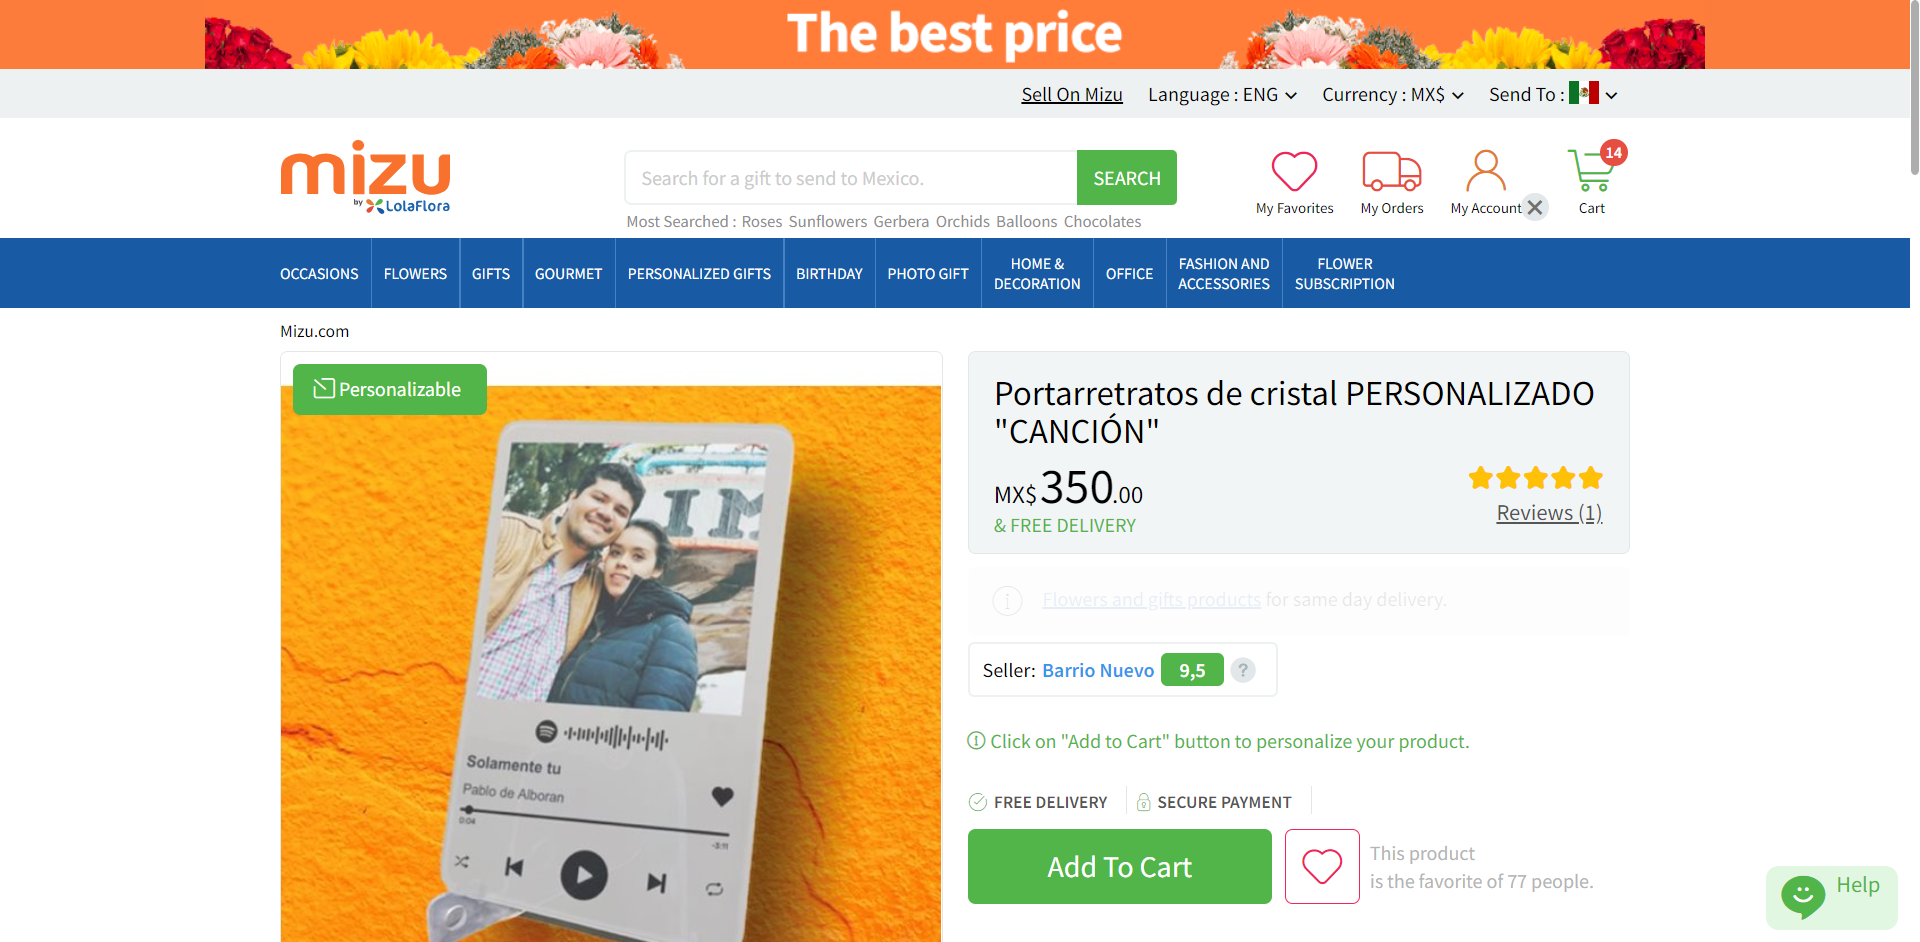 The best price
Sell On Mizu
Language : ENG
Currency : MX$
Send To :
mizu
by LolaFlora
Search for a gift to send to Mexico.
SEARCH
Most Searched : Roses Sunflowers Gerbera Orchids Balloons Chocolates
My Favorites
My Orders
My Account
14
Cart
OCCASIONS
FLOWERS
GIFTS
GOURMET
PERSONALIZED GIFTS
BIRTHDAY
PHOTO GIFT
HOME &
DECORATION
OFFICE
FASHION AND
ACCESSORIES
FLOWER
SUBSCRIPTION
Mizu.com
Personalizable
IM
Solamente tu
Pablo de Alboran
0:04
-3:11
Portarretratos de cristal PERSONALIZADO
"CANCIÓN"
MX$ 350.00
& FREE DELIVERY
Reviews (1)
Flowers and gifts products for same day delivery.
Seller: Barrio Nuevo 9,5 ?
Click on "Add to Cart" button to personalize your product.
FREE DELIVERY
SECURE PAYMENT
Add To Cart
This product
is the favorite of 77 people.
Help